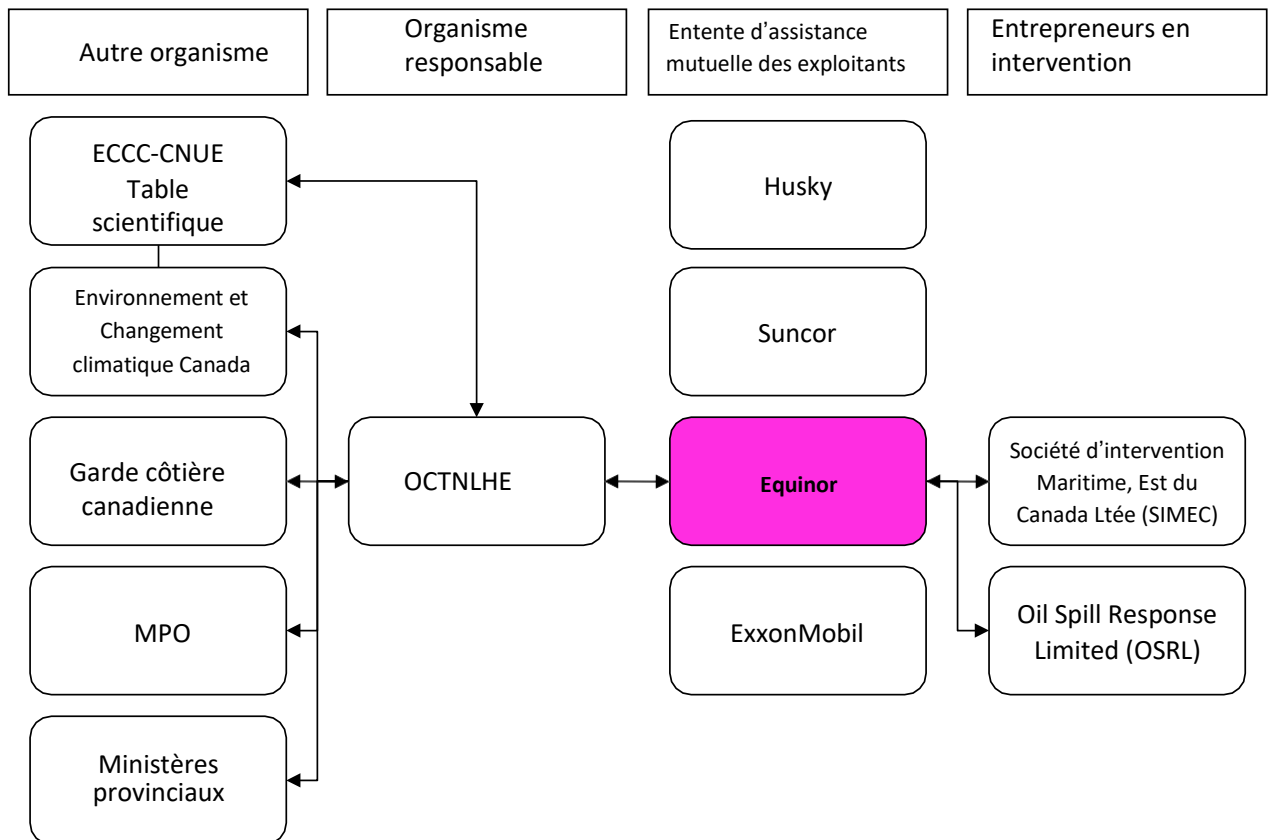 Autre organisme
Organisme
responsable
Entente d’assistance
mutuelle des exploitants
Entrepreneurs en
intervention
ECCC-CNUE
Table
scientifique
Husky
Environnement et
Changement
climatique Canada
Suncor
Garde côtière
canadienne
OCTNLHE
Equinor
Société d’intervention
Maritime, Est du
Canada Ltée (SIMEC)
MPO
ExxonMobil
Oil Spill Response
Limited (OSRL)
Ministères
provinciaux